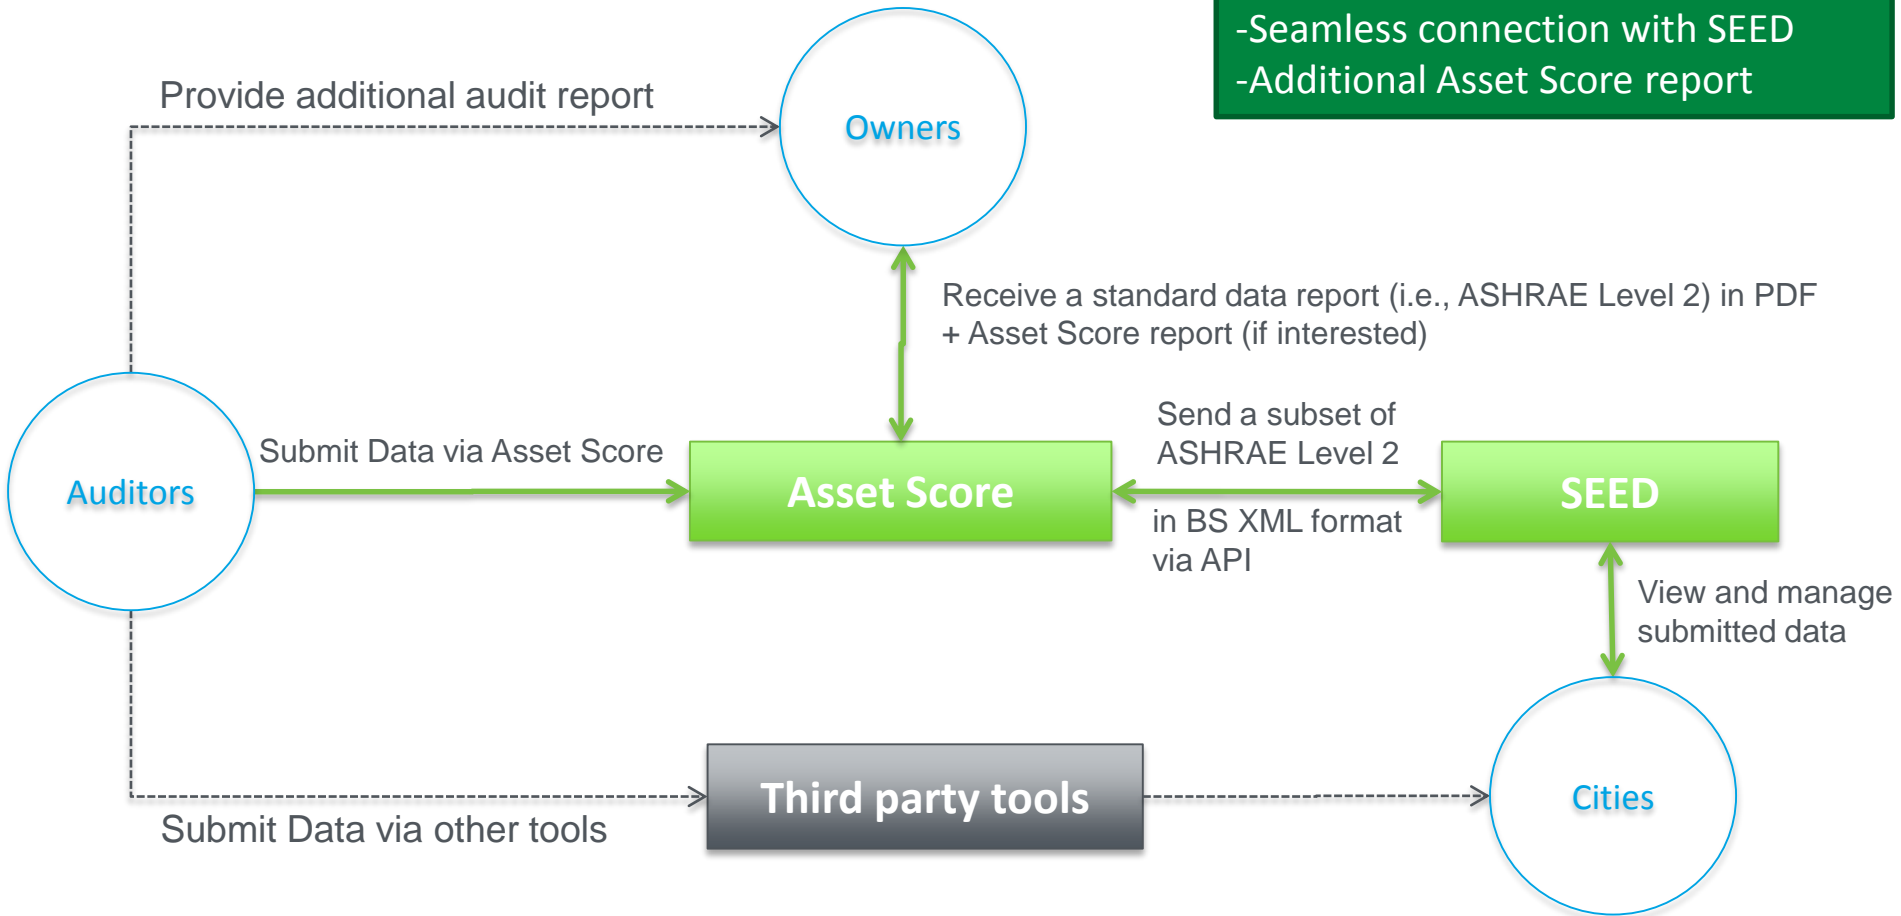 -Seamless connection with SEED
-Additional Asset Score report
Provide additional audit report
Owners
Receive a standard data report (i.e., ASHRAE Level 2) in PDF
+ Asset Score report (if interested)
Send a subset of
ASHRAE Level 2
Submit Data via Asset Score
Auditors
Asset Score
SEED
in BS XML format
via API
View and manage
submitted data
Third party tools
Cities
Submit Data via other tools